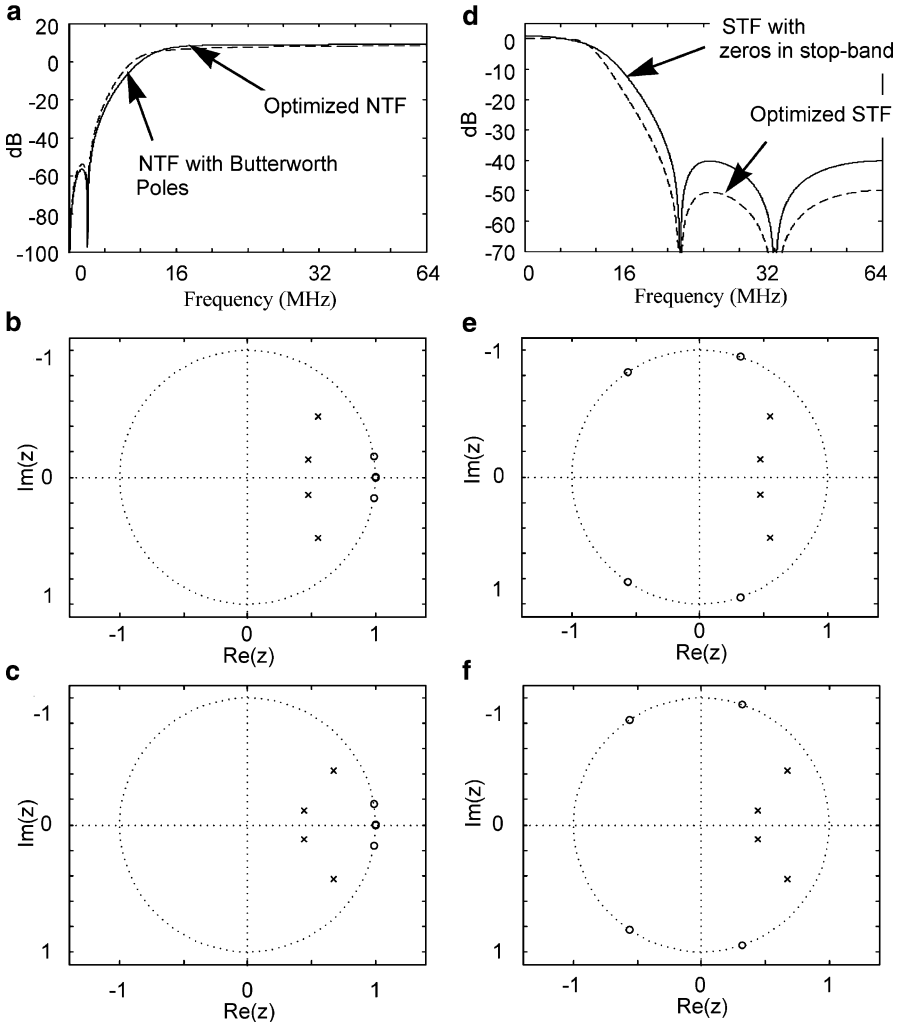 a
20
0
-20
-40
-60
-80
-100
dB
Optimized NTF
NTF with Butterworth
Poles
0 16 32 64
Frequency (MHz)
d
0
-10
-20
-30
-40
-50
-60
-70
dB
STF with
zeros in stop-band
Optimized STF
0 16 32 64
Frequency (MHz)
b
-1
0
1
Im(z)
-1 0 1
Re(z)
e
-1
0
1
Im(z)
-1 0 1
Re(z)
c
-1
0
1
Im(z)
-1 0 1
Re(z)
f
-1
0
1
Im(z)
-1 0 1
Re(z)